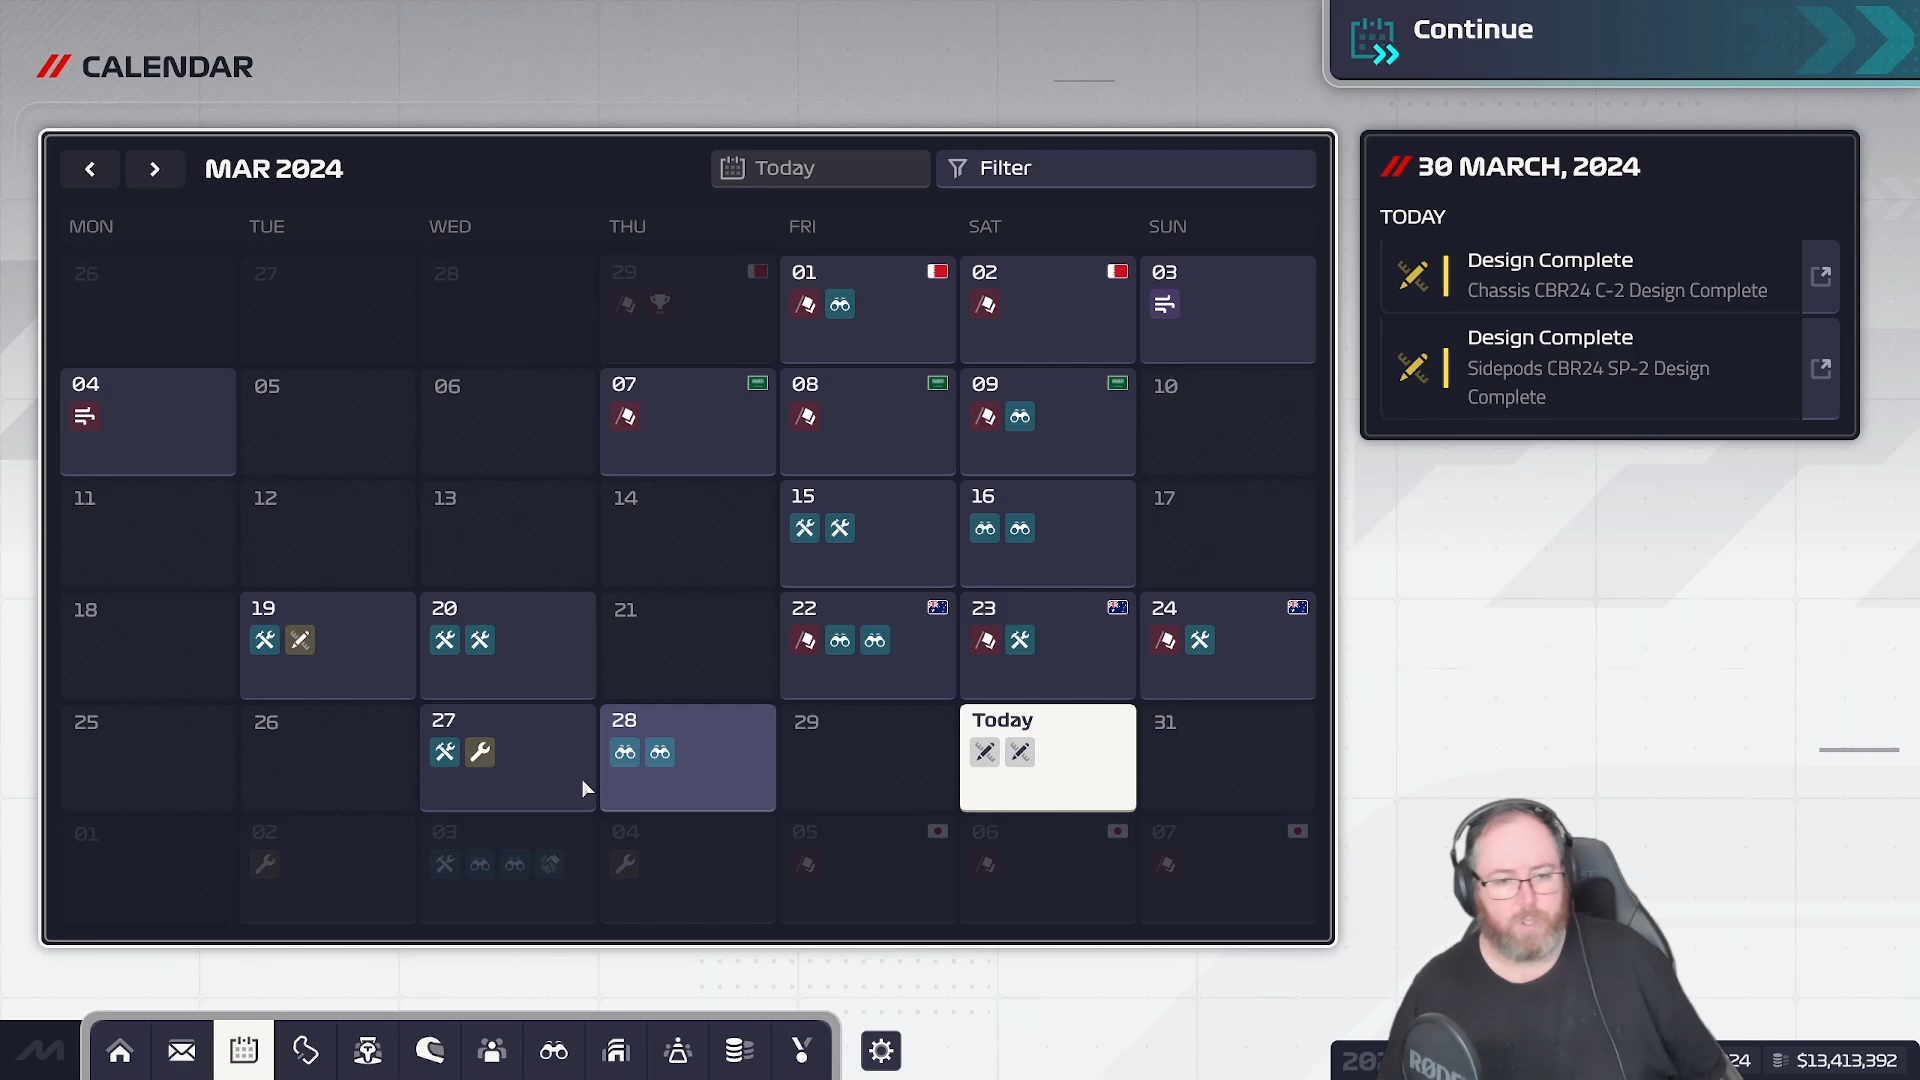 Continue
CALENDAR
MAR 2024
Today
Filter
MON TUE WED THU FRI SAT SUN
26 27 28 29 01 02 03
04 05 06 07 08 09 10
11 12 13 14 15 16 17
18 19 20 21 22 23 24
25 26 27 28 29 Today 31
01 02 03 04 05 06 07
30 MARCH, 2024
TODAY
Design Complete
Chassis CBR24 C-2 Design Complete
Design Complete
Sidepods CBR24 SP-2 Design
Complete
RØDE
24 $13,413,392